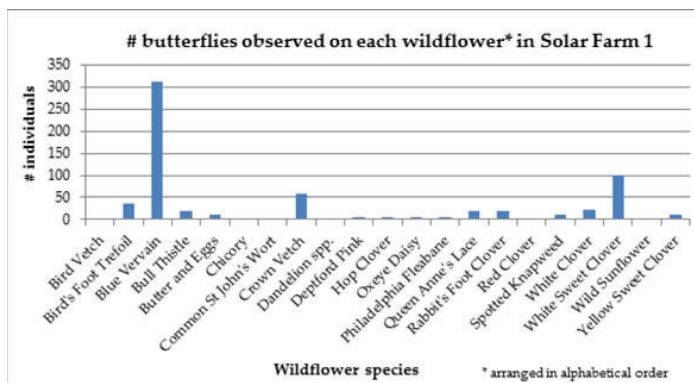 # butterflies observed on each wildflower* in Solar Farm 1
# individuals
350
300
250
200
150
100
50
0
Bird Vetch
Bird's Foot Trefoil
Blue Vervain
Bull Thistle
Butter and Eggs
Chicory
Common St John's Wort
Crown Vetch
Dandelion spp.
Deptford Pink
Hop Clover
Oxeye Daisy
Philadelphia Fleabane
Queen Anne's Lace
Rabbit's Foot Clover
Red Clover
Spotted Knapweed
White Clover
White Sweet Clover
Wild Sunflower
Yellow Sweet Clover
Wildflower species
* arranged in alphabetical order